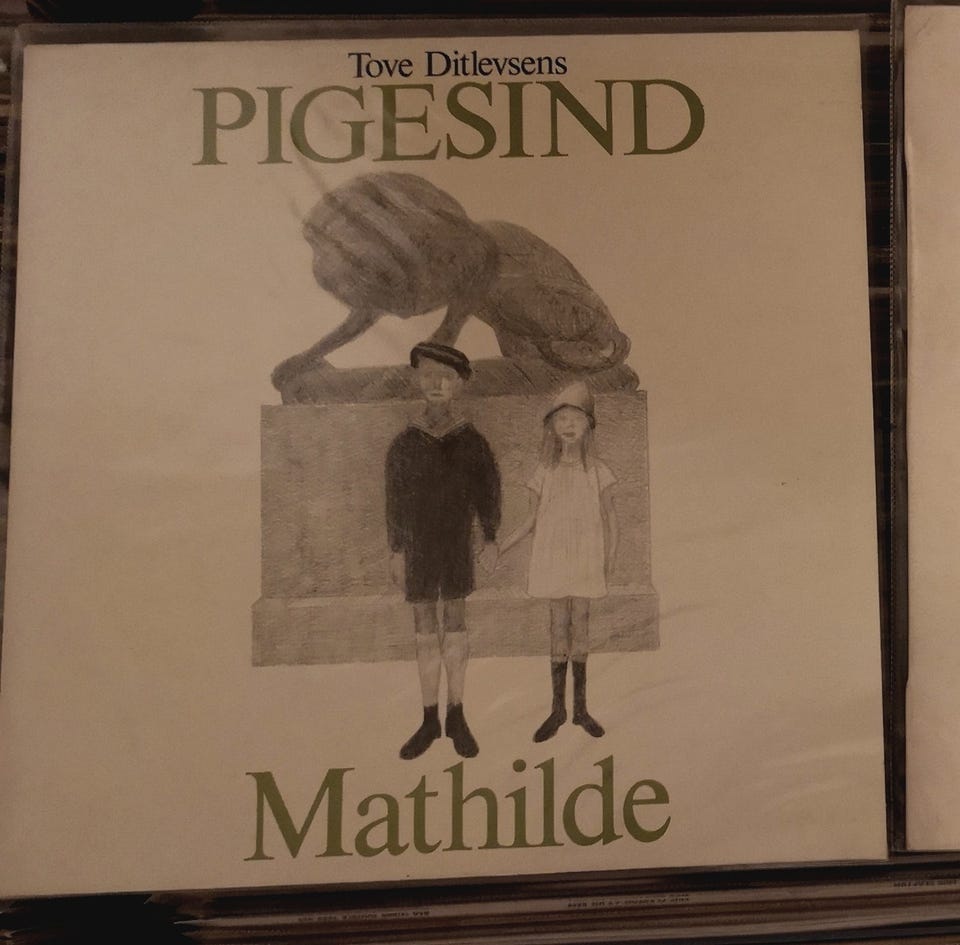 Tove Ditlevsens
PIGESIND
Mathilde